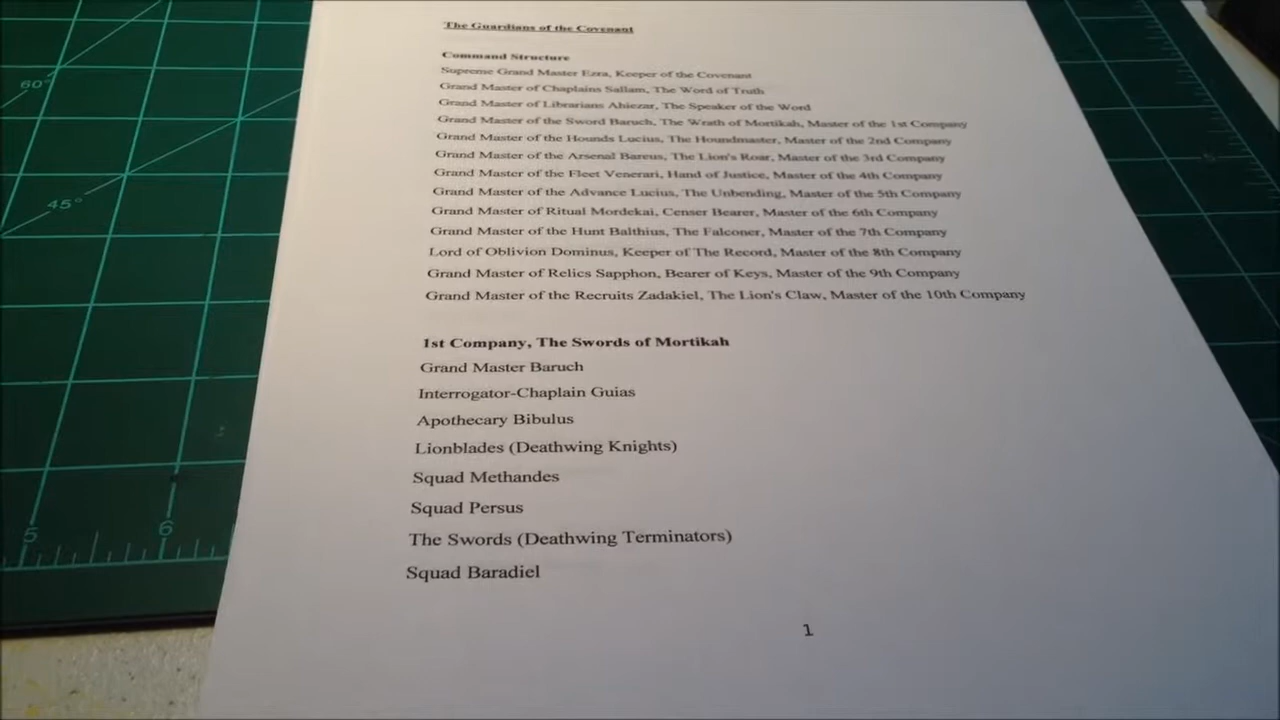 The Guardians of the Covenant
Command Structure
Supreme Grand Master Ezra, Keeper of the Covenant
Grand Master of Chaplains Sallam, The Word of Truth
Grand Master of Librarians Ahiezar, The Speaker of the Word
Grand Master of the Sword Baruch, The Wrath of Mortikah, Master of the 1st Company
Grand Master of the Hounds Lucius, The Houndmaster, Master of the 2nd Company
Grand Master of the Arsenal Bareus, The Lion's Roar, Master of the 3rd Company
Grand Master of the Fleet Venerari, Hand of Justice, Master of the 4th Company
Grand Master of the Advance Lucius, The Unbending, Master of the 5th Company
Grand Master of Ritual Mordekai, Censer Bearer, Master of the 6th Company
Grand Master of the Hunt Balthius, The Falconer, Master of the 7th Company
Lord of Oblivion Dominus, Keeper of The Record, Master of the 8th Company
Grand Master of Relics Sapphon, Bearer of Keys, Master of the 9th Company
Grand Master of the Recruits Zadakiel, The Lion's Claw, Master of the 10th Company
1st Company, The Swords of Mortikah
Grand Master Baruch
Interrogator-Chaplain Guias
Apothecary Bibulus
Lionblades (Deathwing Knights)
Squad Methandes
Squad Persus
The Swords (Deathwing Terminators)
Squad Baradiel
1
60°
45°
5
6